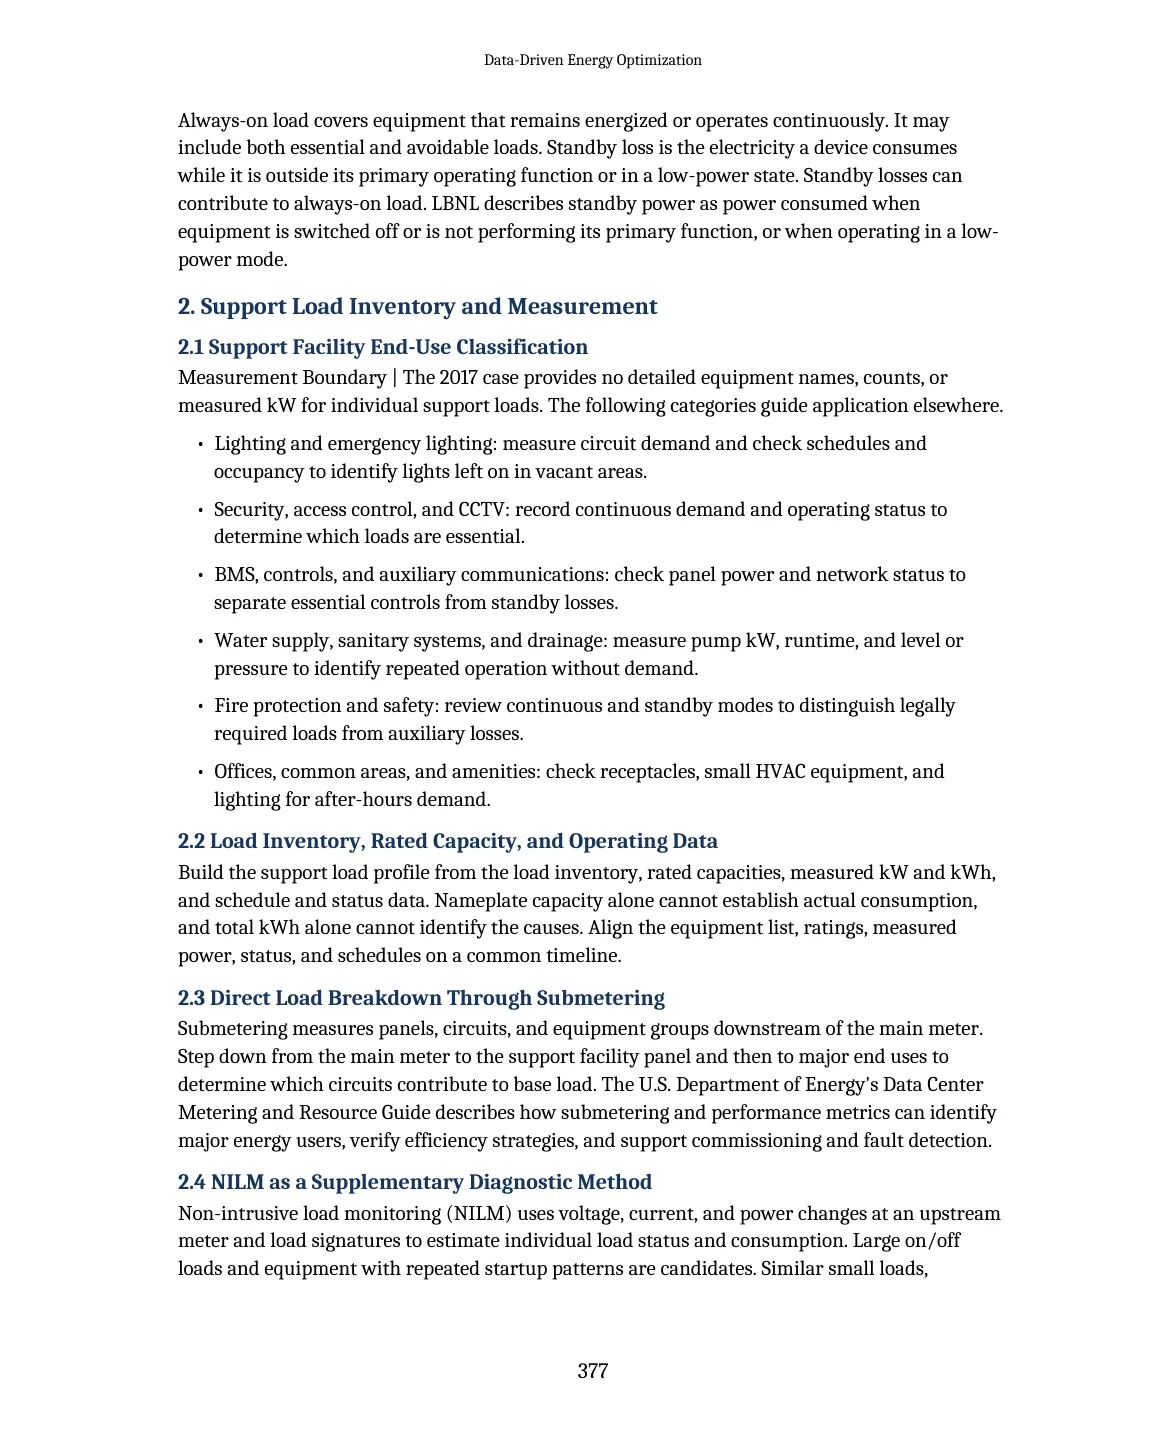 Data-Driven Energy Optimization
Always-on load covers equipment that remains energized or operates continuously. It may
include both essential and avoidable loads. Standby loss is the electricity a device consumes
while it is outside its primary operating function or in a low-power state. Standby losses can
contribute to always-on load. LBNL describes standby power as power consumed when
equipment is switched off or is not performing its primary function, or when operating in a low-
power mode.
2. Support Load Inventory and Measurement
2.1 Support Facility End-Use Classification
Measurement Boundary | The 2017 case provides no detailed equipment names, counts, or
measured kW for individual support loads. The following categories guide application elsewhere.
• Lighting and emergency lighting: measure circuit demand and check schedules and
occupancy to identify lights left on in vacant areas.
• Security, access control, and CCTV: record continuous demand and operating status to
determine which loads are essential.
• BMS, controls, and auxiliary communications: check panel power and network status to
separate essential controls from standby losses.
• Water supply, sanitary systems, and drainage: measure pump kW, runtime, and level or
pressure to identify repeated operation without demand.
• Fire protection and safety: review continuous and standby modes to distinguish legally
required loads from auxiliary losses.
• Offices, common areas, and amenities: check receptacles, small HVAC equipment, and
lighting for after-hours demand.
2.2 Load Inventory, Rated Capacity, and Operating Data
Build the support load profile from the load inventory, rated capacities, measured kW and kWh,
and schedule and status data. Nameplate capacity alone cannot establish actual consumption,
and total kWh alone cannot identify the causes. Align the equipment list, ratings, measured
power, status, and schedules on a common timeline.
2.3 Direct Load Breakdown Through Submetering
Submetering measures panels, circuits, and equipment groups downstream of the main meter.
Step down from the main meter to the support facility panel and then to major end uses to
determine which circuits contribute to base load. The U.S. Department of Energy's Data Center
Metering and Resource Guide describes how submetering and performance metrics can identify
major energy users, verify efficiency strategies, and support commissioning and fault detection.
2.4 NILM as a Supplementary Diagnostic Method
Non-intrusive load monitoring (NILM) uses voltage, current, and power changes at an upstream
meter and load signatures to estimate individual load status and consumption. Large on/off
loads and equipment with repeated startup patterns are candidates. Similar small loads,
377